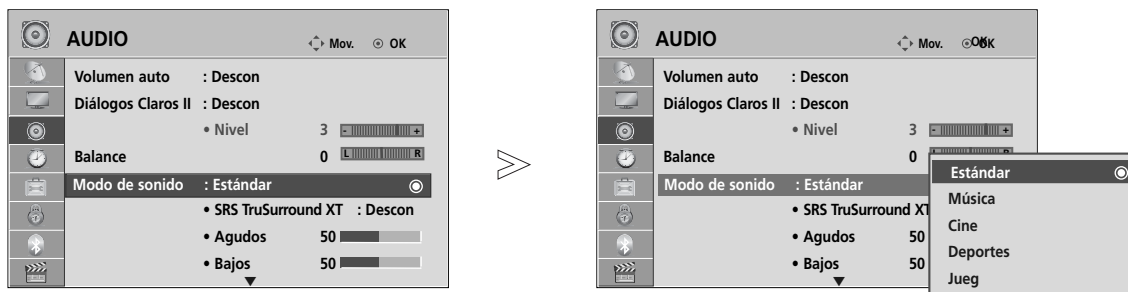 AUDIO Mov. OK
Volumen auto : Descon
Diálogos Claros II : Descon
• Nivel 3 - +
Balance 0 L R
Modo de sonido : Estándar
• SRS TruSurround XT : Descon
• Agudos 50
• Bajos 50
AUDIO Mov. OK
Volumen auto : Descon
Diálogos Claros II : Descon
• Nivel 3 - +
Balance 0
Modo de sonido : Estándar
• SRS TruSurround XT
• Agudos 50
• Bajos 50
Estándar
Música
Cine
Deportes
Jueg